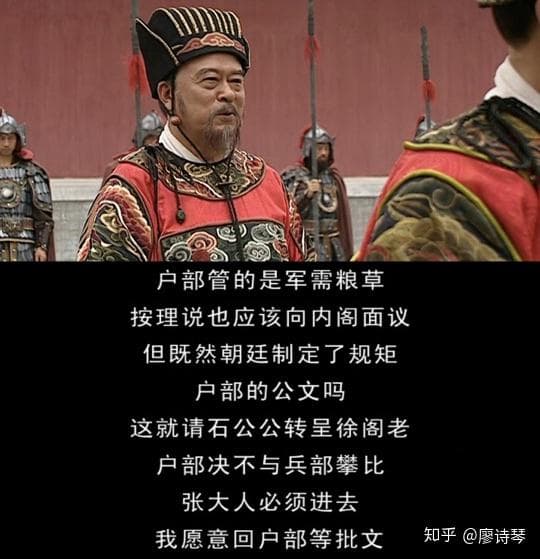 户部管的是军需粮草
按理说也应该向内阁面议
但既然朝廷制定了规矩
户部的公文吗
这就请石公公转呈徐阁老
户部决不与兵部攀比
张大人必须进去
我愿意回户部等批文
知乎 @廖诗琴